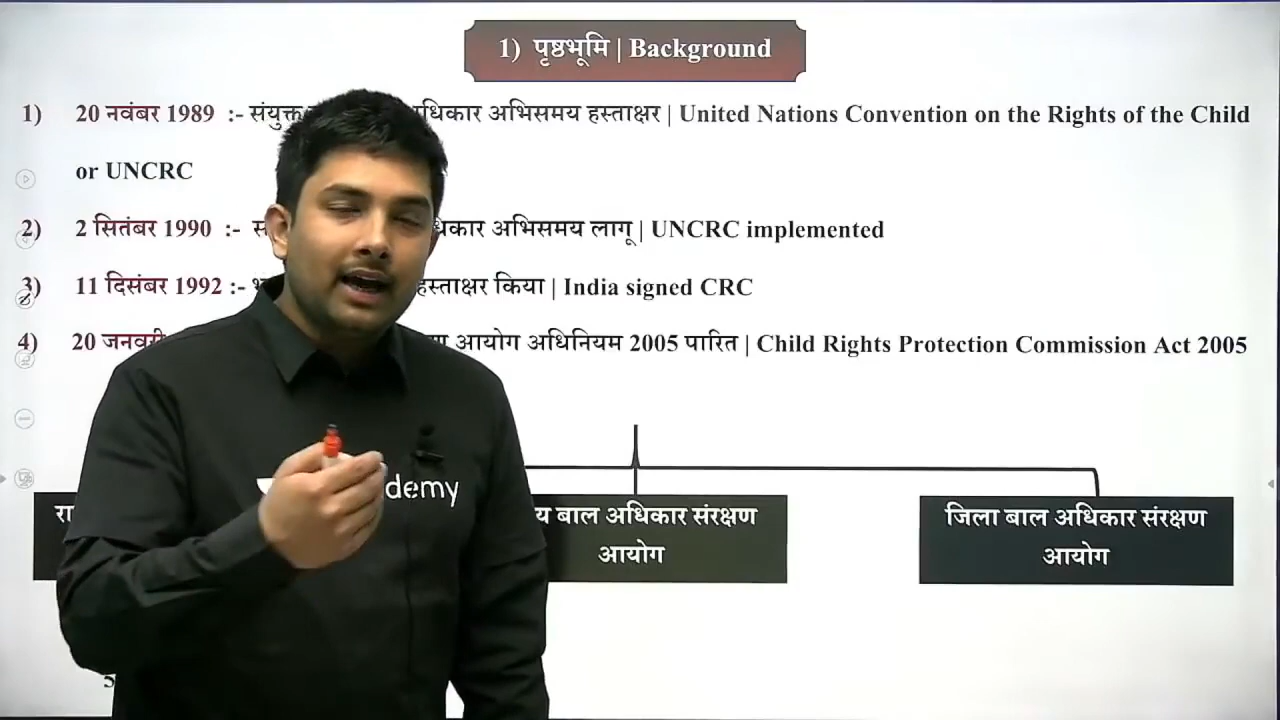 1) पृष्ठभूमि | Background
1) 20 नवंबर 1989 :- संयुक्त अधिकार अभिसमय हस्ताक्षर | United Nations Convention on the Rights of the Child
or UNCRC
2) 2 सितंबर 1990 :- अभिसमय लागू | UNCRC implemented
3) 11 दिसंबर 1992 :- हस्ताक्षर किया | India signed CRC
4) 20 जनवरी आयोग अधिनियम 2005 पारित | Child Rights Protection Commission Act 2005
demy
बाल अधिकार संरक्षण
आयोग
जिला बाल अधिकार संरक्षण
आयोग